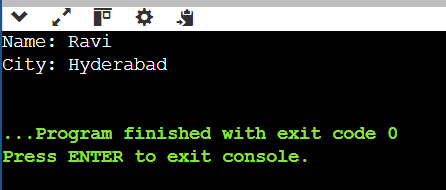 Name: Ravi
City: Hyderabad
...Program finished with exit code 0
Press ENTER to exit console.